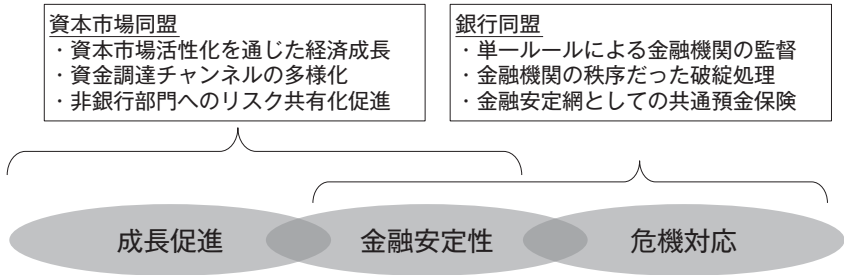 資本市場同盟
・資本市場活性化を通じた経済成長
・資金調達チャンネルの多様化
・非銀行部門へのリスク共有化促進
銀行同盟
・単一ルールによる金融機関の監督
・金融機関の秩序だった破綻処理
・金融安定網としての共通預金保険
成長促進
金融安定性
危機対応